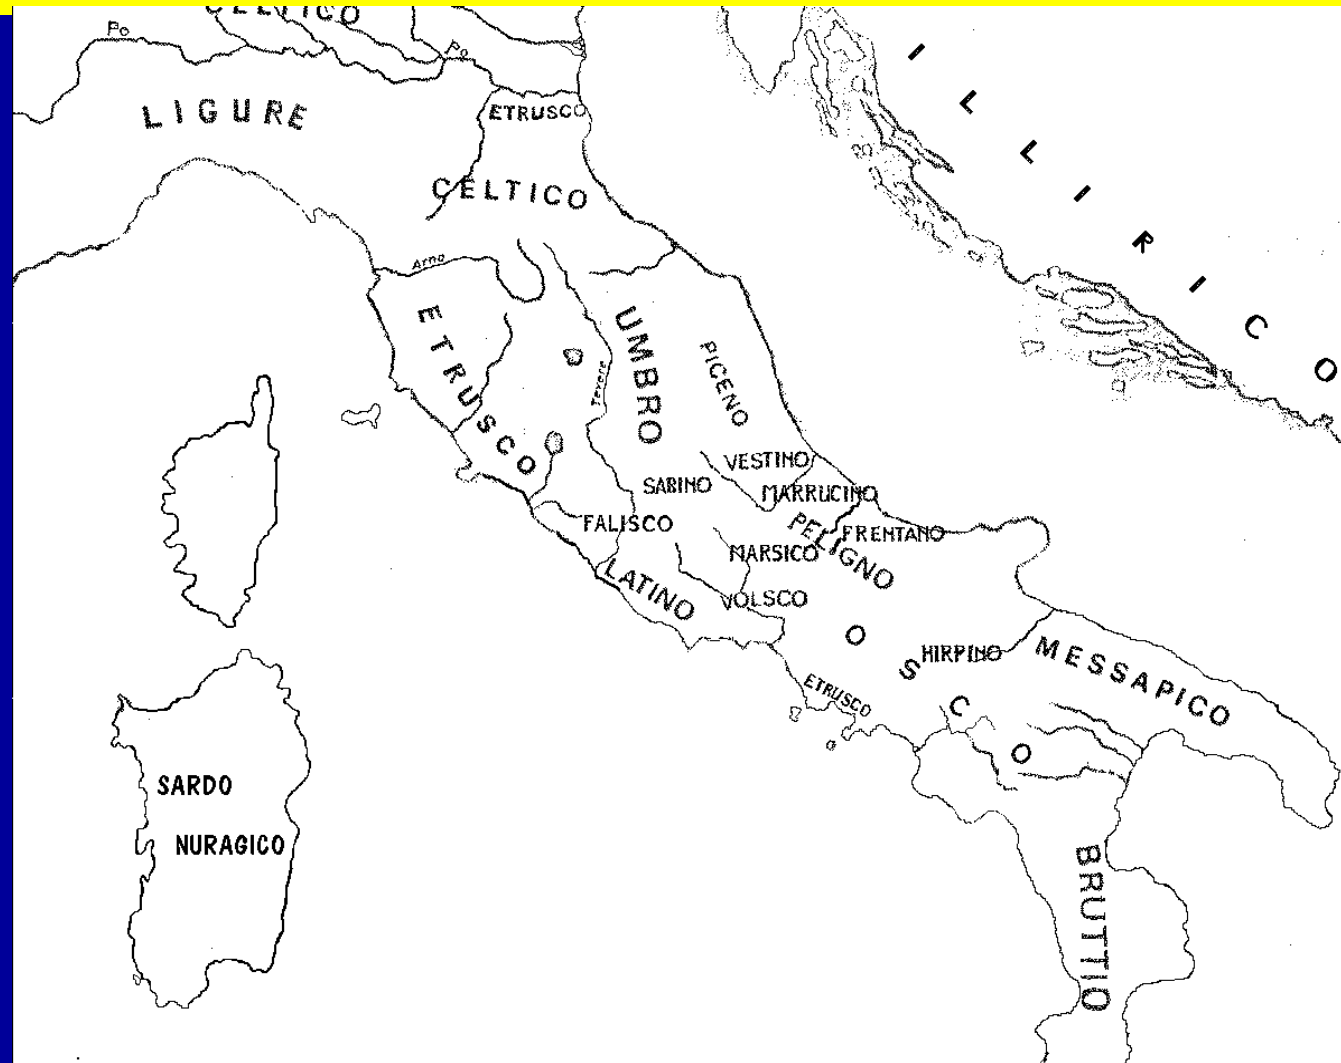 CELTICO
Po
Po
LIGURE
ETRUSCO
CELTICO
ILLIRICO
Arno
ETRUSCO
UMBRO
Tevere
PICENO
VESTINO
SABINO
MARRUCINO
FALISCO
PELIGNO
FRENTANO
MARSICO
LATINO
VOLSCO
OSCO
HIRPINO
MESSAPICO
ETRUSCO
SARDO
NURAGICO
BRUTTIO